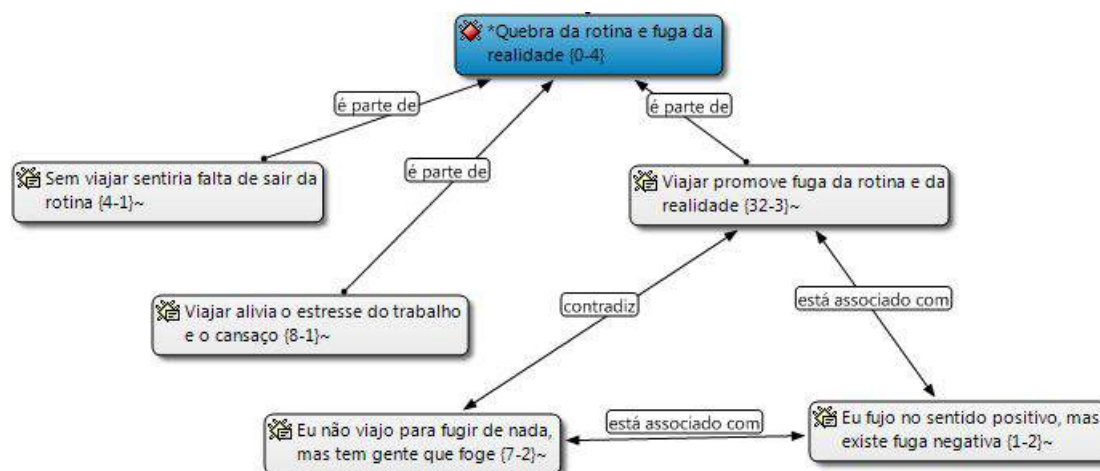 *Quebra da rotina e fuga da
realidade {0-4}
é parte de
é parte de
é parte de
Sem viajar sentiria falta de sair da
rotina {4-1}~
Viajar promove fuga da rotina e da
realidade {32-3}~
Viajar alivia o estresse do trabalho
e o cansaço {8-1}~
contradiz
está associado com
Eu não viajo para fugir de nada,
mas tem gente que foge {7-2}~
está associado com
Eu fujo no sentido positivo, mas
existe fuga negativa {1-2}~